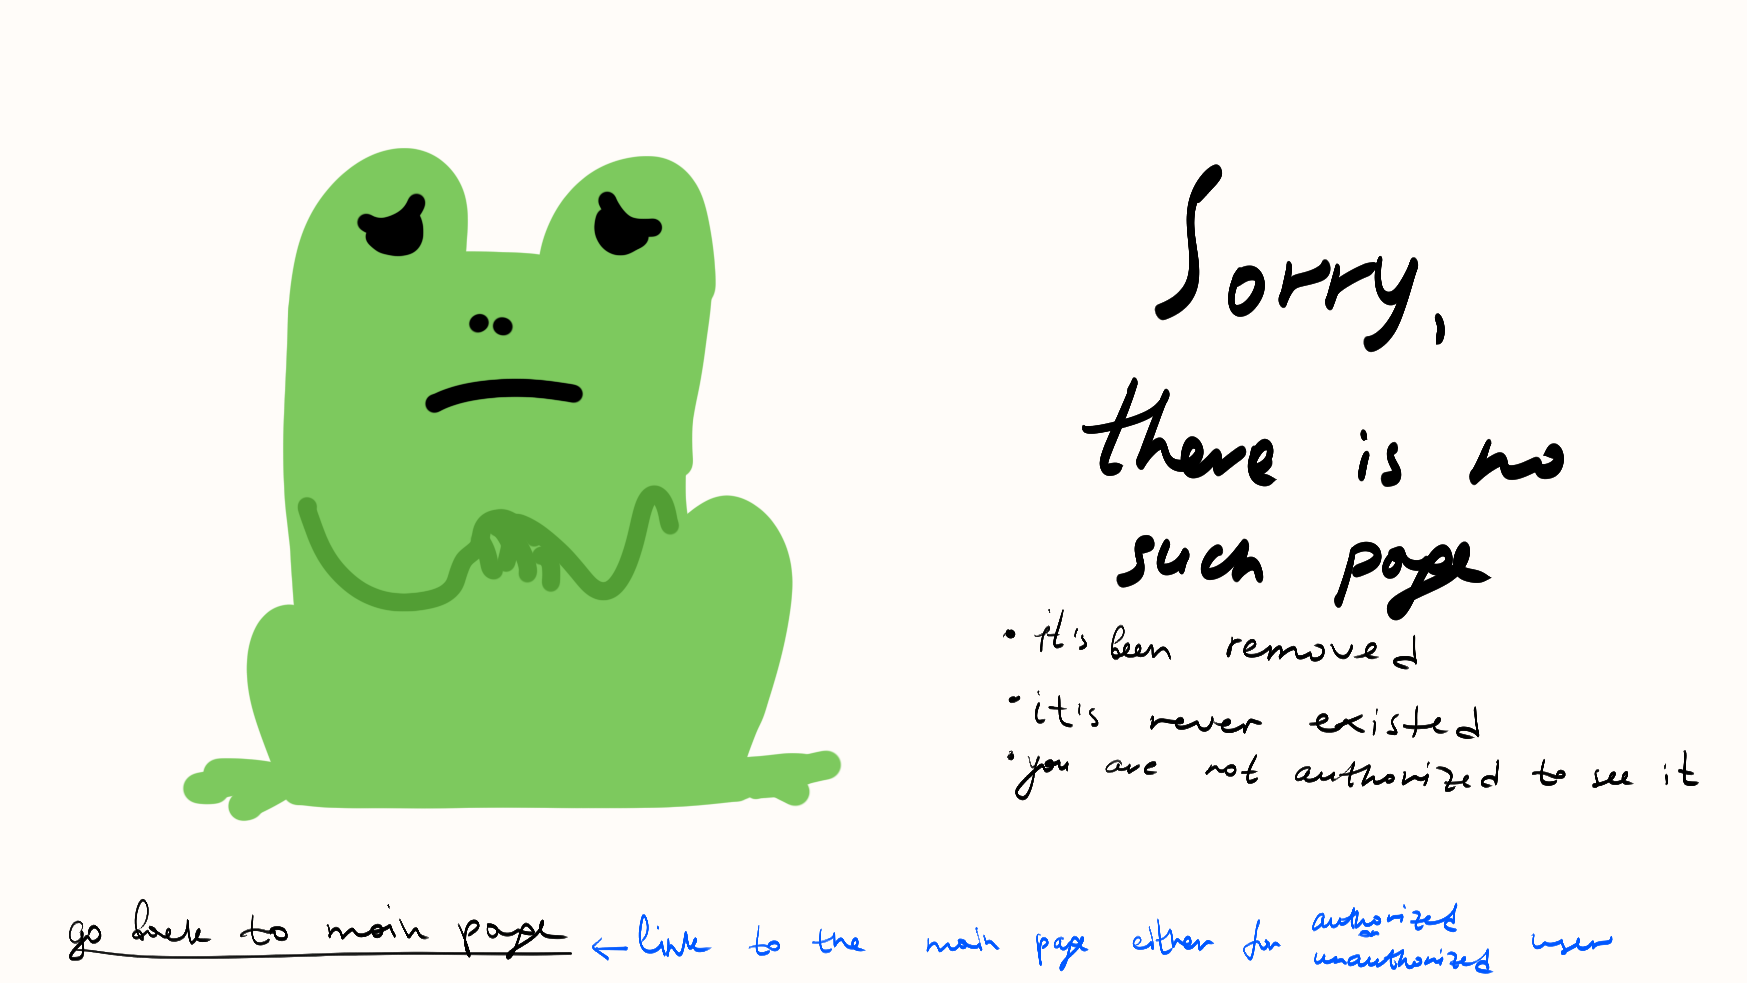 Sorry,
there is no
such page
• it's been removed
• it's never existed
• you are not authorized to see it
go back to main page ← link to the main page either for authorized or unauthorized user